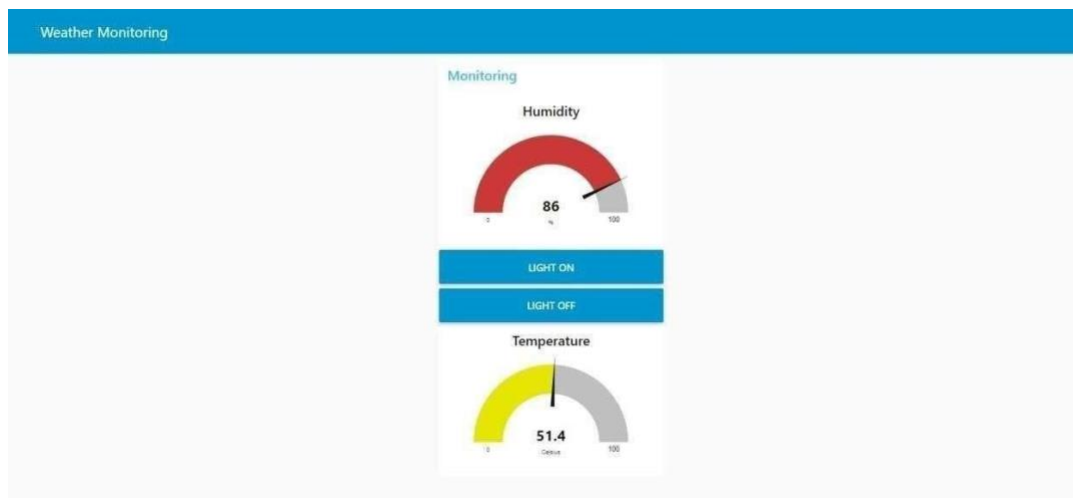 Weather Monitoring
Monitoring
Humidity
86
%
0 100
LIGHT ON
LIGHT OFF
Temperature
51.4
Celsius
0 100